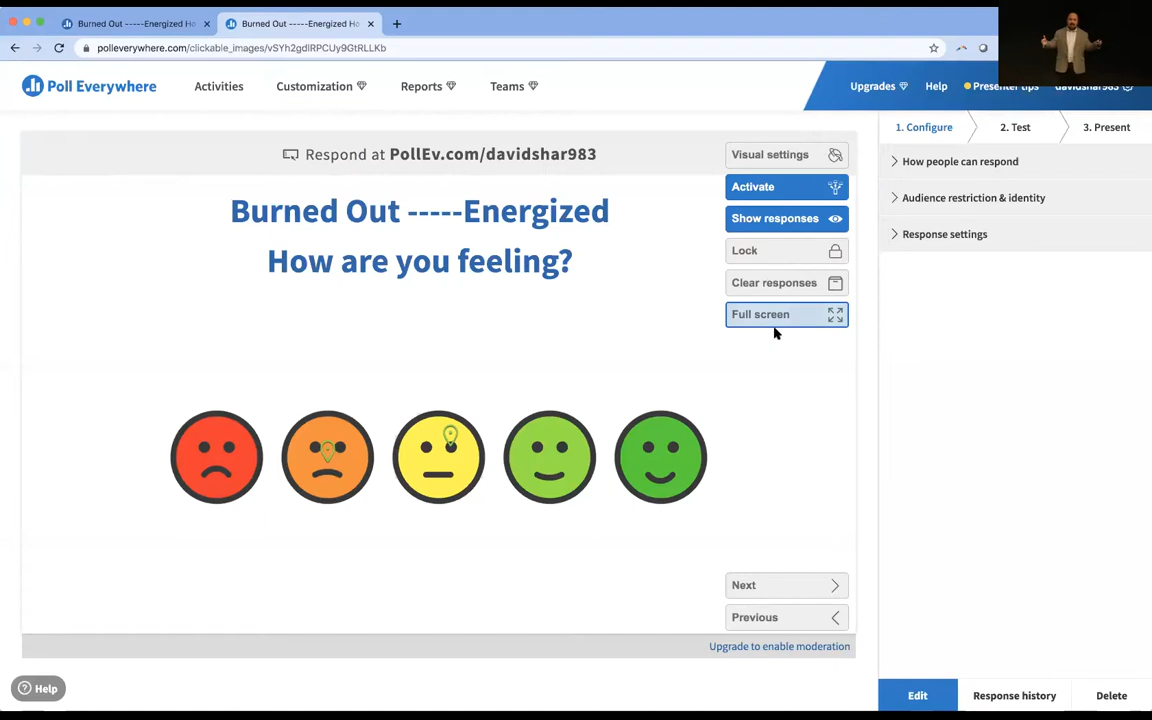 Burned Out -----Energized Ho
Burned Out -----Energized Ho
polleverywhere.com/clickable_images/vSYh2gdlRPCUy9GtRLLKb
Poll Everywhere
Activities
Customization
Reports
Teams
Upgrades
Help
Presenter tips
davidshar983
Respond at PollEv.com/davidshar983
Burned Out -----Energized
How are you feeling?
Visual settings
Activate
Show responses
Lock
Clear responses
Full screen
Next
Previous
Upgrade to enable moderation
1. Configure
2. Test
3. Present
How people can respond
Audience restriction & identity
Response settings
Help
Edit
Response history
Delete